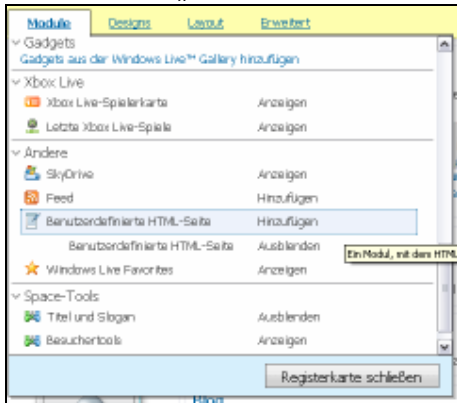 Module Designs Layout Erweitert
Gadgets
Gadgets aus der Windows Live™ Gallery hinzufügen
Xbox Live
Xbox Live-Spielerkarte Anzeigen
Letzte Xbox Live-Spiele Anzeigen
Andere
SkyDrive Anzeigen
Feed Hinzufügen
Benutzerdefinierte HTML-Seite Hinzufügen
Benutzerdefinierte HTML-Seite Ausblenden
Ein Modul, mit dem HTML
Windows Live Favorites Anzeigen
Space-Tools
Titel und Slogan Ausblenden
Besuchertools Anzeigen
Registerkarte schließen
Blog